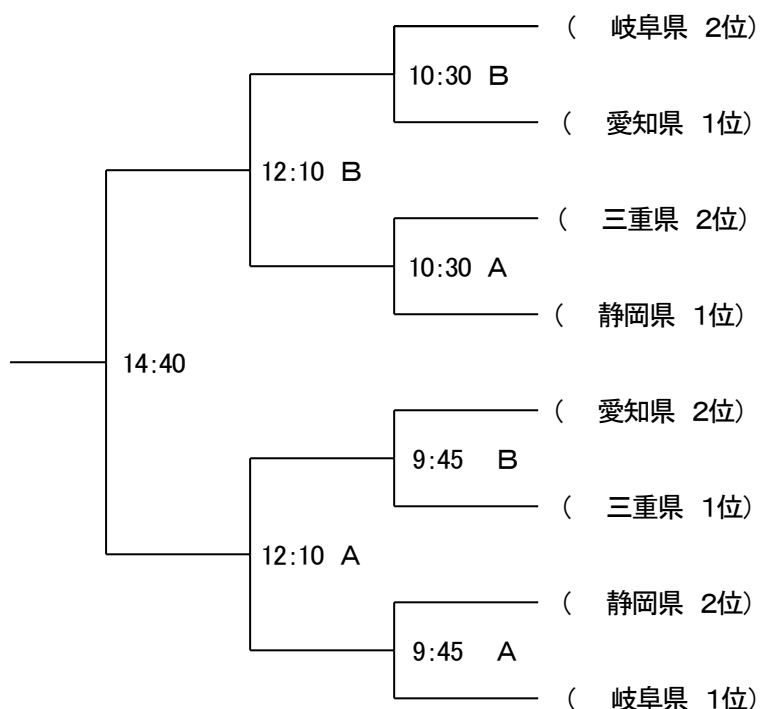 (　岐阜県　２位)
10:30　B
(　愛知県　１位)
12:10　B
(　三重県　２位)
10:30　A
(　静岡県　１位)
14:40
(　愛知県　２位)
9:45　B
(　三重県　１位)
12:10　A
(　静岡県　２位)
9:45　A
(　岐阜県　１位)